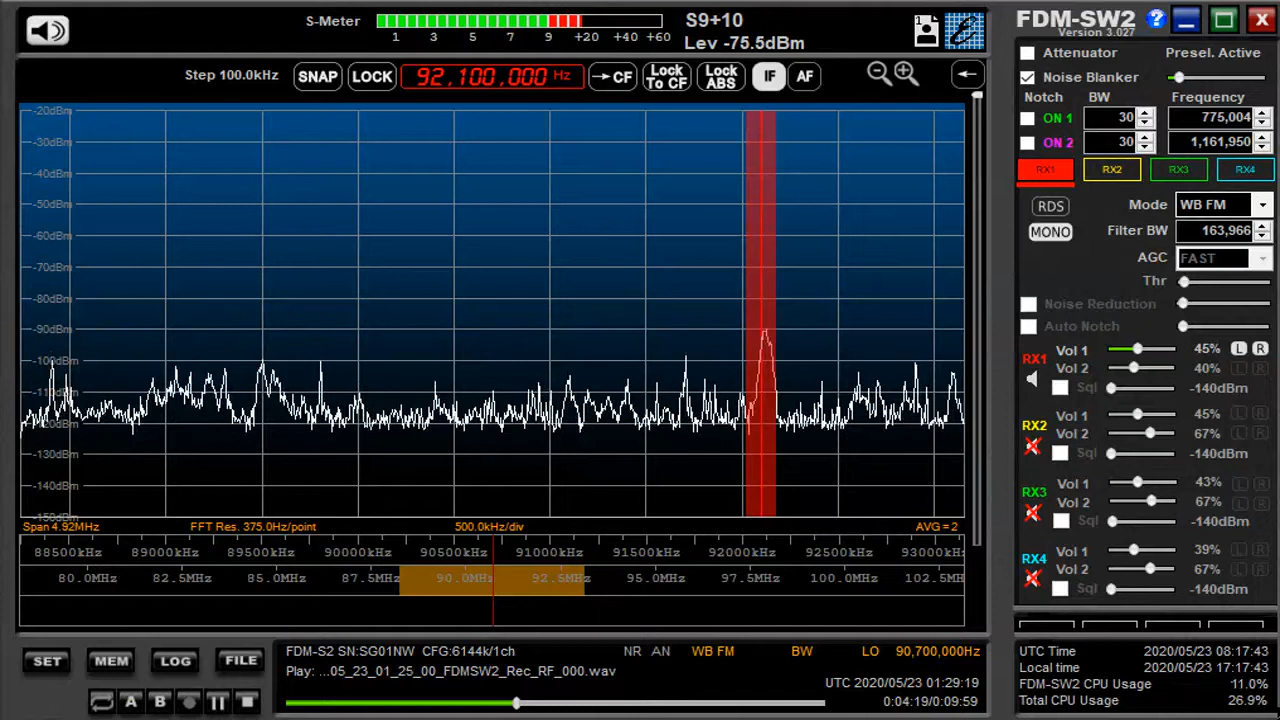 S-Meter
1 3 5 7 9 +20 +40 +60
S9+10
Lev -75.5dBm
1
FDM-SW2
Version 3.027
?
X
Step 100.0kHz
SNAP
LOCK
92,100,000 Hz
→CF
Lock To CF
Lock ABS
IF
AF
-20dBm
-30dBm
-40dBm
-50dBm
-60dBm
-70dBm
-80dBm
-90dBm
-100dBm
-110dBm
-120dBm
-130dBm
-140dBm
-150dBm
Span 4.92MHz FFT Res. 375.0Hz/point 500.0kHz/div AVG = 2
88500kHz 89000kHz 89500kHz 90000kHz 90500kHz 91000kHz 91500kHz 92000kHz 92500kHz 93000kHz
80.0MHz 82.5MHz 85.0MHz 87.5MHz 90.0MHz 92.5MHz 95.0MHz 97.5MHz 100.0MHz 102.5MH
Attenuator Presel. Active
Noise Blanker
Notch BW Frequency
ON 1 30 775,004
ON 2 30 1,161,950
RX1 RX2 RX3 RX4
RDS Mode WB FM
MONO Filter BW 163,966
AGC FAST
Thr
Noise Reduction
Auto Notch
RX1 Vol 1 45% L R
Vol 2 40% L R
Sql -140dBm
RX2 Vol 1 45% L R
Vol 2 67% L R
Sql -140dBm
RX3 Vol 1 43% L R
Vol 2 67% L R
Sql -140dBm
RX4 Vol 1 39% L R
Vol 2 67% L R
Sql -140dBm
SET MEM LOG FILE
A B
FDM-S2 SN:SG01NW CFG:6144k/1ch NR AN WB FM BW LO 90,700,000Hz
Play: ...05_23_01_25_00_FDMSW2_Rec_RF_000.wav
UTC 2020/05/23 01:29:19
0:04:19/0:09:59
UTC Time 2020/05/23 08:17:43
Local time 2020/05/23 17:17:43
FDM-SW2 CPU Usage 11.0%
Total CPU Usage 26.9%